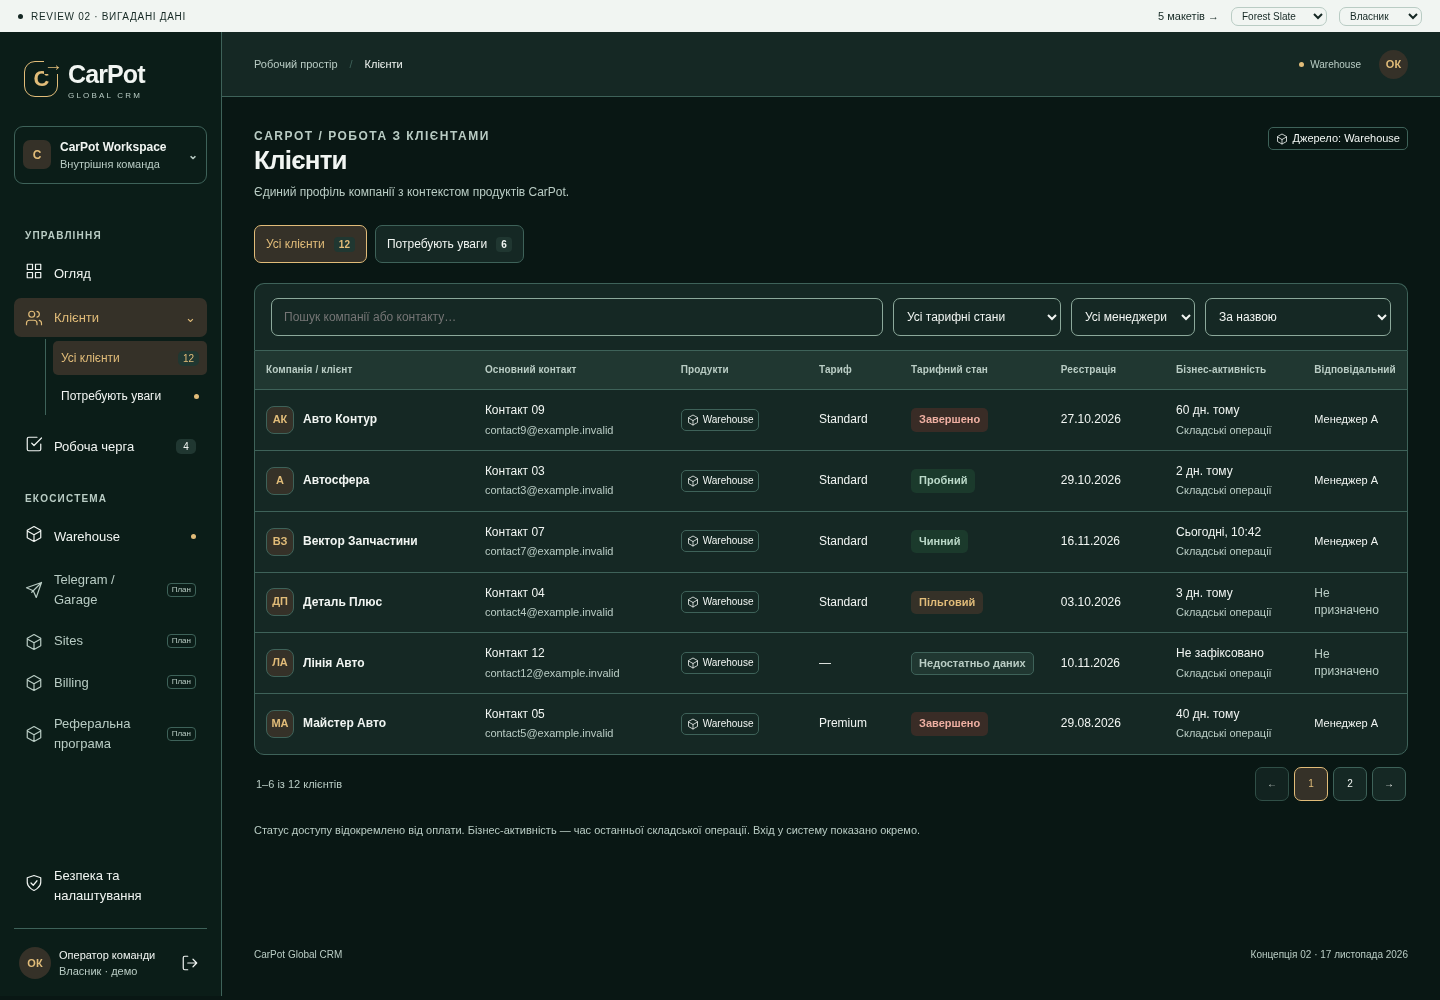 REVIEW 02 · ВИГАДАНІ ДАНІ
5 макетів →
Forest Slate
Власник
C
CarPot
GLOBAL CRM
C
CarPot Workspace
Внутрішня команда
УПРАВЛІННЯ
Огляд
Клієнти
Усі клієнти 12
Потребують уваги
Робоча черга 4
ЕКОСИСТЕМА
Warehouse
Telegram /
Garage
План
Sites План
Billing План
Реферальна
програма
План
Безпека та
налаштування
ОК
Оператор команди
Власник · демо
Робочий простір / Клієнти
Warehouse
ОК
CARPOT / РОБОТА З КЛІЄНТАМИ
Клієнти
Єдиний профіль компанії з контекстом продуктів CarPot.
Джерело: Warehouse
Усі клієнти 12
Потребують уваги 6
Пошук компанії або контакту…
Усі тарифні стани
Усі менеджери
За назвою
Компанія / клієнт Основний контакт Продукти Тариф Тарифний стан Реєстрація Бізнес-активність Відповідальний
АК Авто Контур
Контакт 09
contact9@example.invalid
Warehouse Standard Завершено 27.10.2026
60 дн. тому
Складські операції
Менеджер А
А Автосфера
Контакт 03
contact3@example.invalid
Warehouse Standard Пробний 29.10.2026
2 дн. тому
Складські операції
Менеджер А
ВЗ Вектор Запчастини
Контакт 07
contact7@example.invalid
Warehouse Standard Чинний 16.11.2026
Сьогодні, 10:42
Складські операції
Менеджер А
ДП Деталь Плюс
Контакт 04
contact4@example.invalid
Warehouse Standard Пільговий 03.10.2026
3 дн. тому
Складські операції
Не
призначено
ЛА Лінія Авто
Контакт 12
contact12@example.invalid
Warehouse — Недостатньо даних 10.11.2026
Не зафіксовано
Складські операції
Не
призначено
МА Майстер Авто
Контакт 05
contact5@example.invalid
Warehouse Premium Завершено 29.08.2026
40 дн. тому
Складські операції
Менеджер А
1–6 із 12 клієнтів
← 1 2 →
Статус доступу відокремлено від оплати. Бізнес-активність — час останньої складської операції. Вхід у систему показано окремо.
CarPot Global CRM
Концепція 02 · 17 листопада 2026